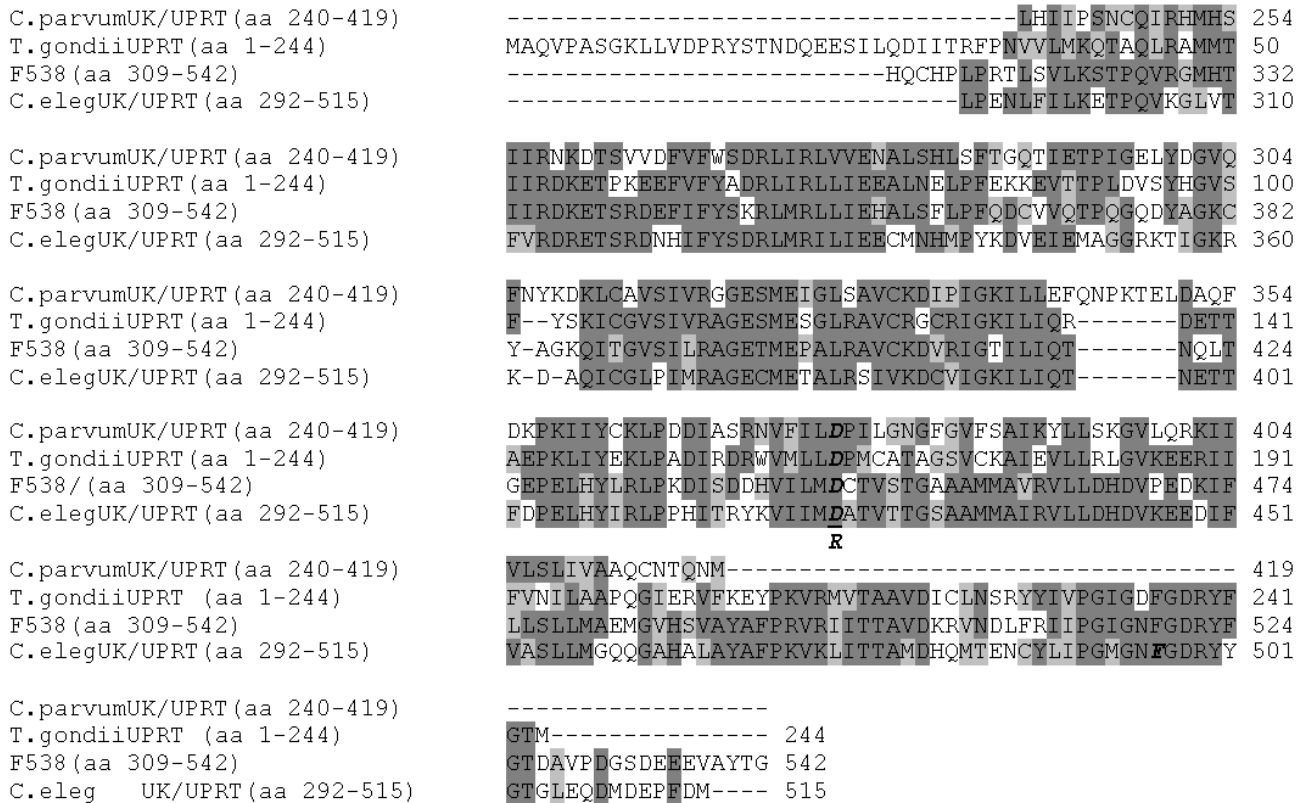 C.parvumUK/UPRT(aa 240-419) -----------------------------------LHIIPSNCQIRHMHS 254
T.gondiiUPRT(aa 1-244) MAQVPASGKLLVDPRYSTNDQEESILQDIITRFPNVVLMKQTAQLRAMMT 50
F538(aa 309-542) --------------------------HQCHPLPRTLSVLKSTPQVRGMHT 332
C.elegUK/UPRT(aa 292-515) -------------------------------LPENLFILKETPQVKGLVT 310
C.parvumUK/UPRT(aa 240-419) IIRNKDTSVVDFVFWSDRLIRLVVENALSHLSFTGQTIETPIGELYDGVQ 304
T.gondiiUPRT(aa 1-244) IIRDKETPKEEFVFYADRLIRLLIEEALNELPFEKKEVTTPLDVSYHGVS 100
F538(aa 309-542) IIRDKETSRDEFIFYSKRLMRLLIEHALSFLPFQDCVVQTPQGQDYAGKC 382
C.elegUK/UPRT(aa 292-515) FVRDRETSRDNHIFYSDRLMRILIEECMNHMPYKDVEIEMAGGRKTIGKR 360
C.parvumUK/UPRT(aa 240-419) FNYKDKLCAVSIVRGGESMEIGLSAVCKDIPIGKILLEFQNPKTELDAQF 354
T.gondiiUPRT(aa 1-244) F--YSKICGVSIVRAGESMESGLRAVCRGCRIGKILIQR-------DETT 141
F538(aa 309-542) Y-AGKQITGVSILRAGETMEPALRAVCKDVRIGTILIQT-------NQLT 424
C.elegUK/UPRT(aa 292-515) K-D-AQICGLPIMRAGECMETALRSIVKDCVIGKILIQT-------NETT 401
C.parvumUK/UPRT(aa 240-419) DKPKIIYCKLPDDIASRNVFILDPILGNGFGVFSAIKYLLSKGVLQRKII 404
T.gondiiUPRT(aa 1-244) AEPKLIYEKLPADIRDRWVMLLDPMCATAGSVCKAIEVLLRLGVKEERII 191
F538/(aa 309-542) GEPELHYLRLPKDISDDHVILMDCTVSTGAAAMMAVRVLLDHDVPEDKIF 474
C.elegUK/UPRT(aa 292-515) FDPELHYIRLPPHITRYKVIIMDATVTTGSAAMMAIRVLLDHDVKEEDIF 451
R
C.parvumUK/UPRT(aa 240-419) VLSLIVAAQCNTQNM----------------------------------- 419
T.gondiiUPRT (aa 1-244) FVNILAAPQGIERVFKEYPKVRMVTAAVDICLNSRYYIVPGIGDFGDRYF 241
F538(aa 309-542) LLSLLMAEMGVHSVAYAFPRVRIITTAVDKRVNDLFRIIPGIGNFGDRYF 524
C.elegUK/UPRT(aa 292-515) VASLLMGQQGAHALAYAFPKVKLITTAMDHQMTENCYLIPGMGNFGDRYY 501
C.parvumUK/UPRT(aa 240-419) ------------------
T.gondiiUPRT (aa 1-244) GTM--------------- 244
F538(aa 309-542) GTDAVPDGSDEEEVAYTG 542
C.eleg UK/UPRT(aa 292-515) GTGLEQDMDEPFDM---- 515